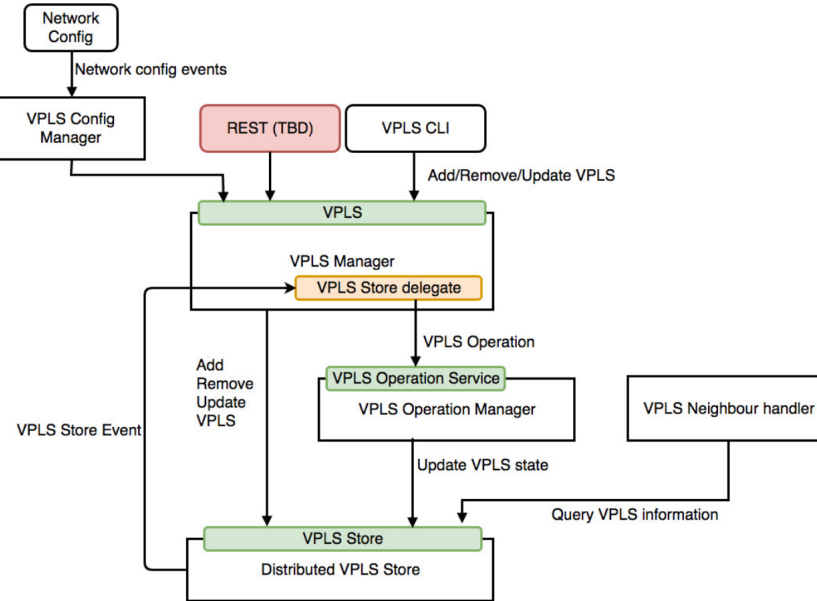 Network
Config
Network config events
VPLS Config
Manager
REST (TBD)
VPLS CLI
Add/Remove/Update VPLS
VPLS
VPLS Manager
VPLS Store delegate
VPLS Operation
Add
Remove
Update
VPLS
VPLS Operation Service
VPLS Operation Manager
VPLS Neighbour handler
VPLS Store Event
Update VPLS state
Query VPLS information
VPLS Store
Distributed VPLS Store